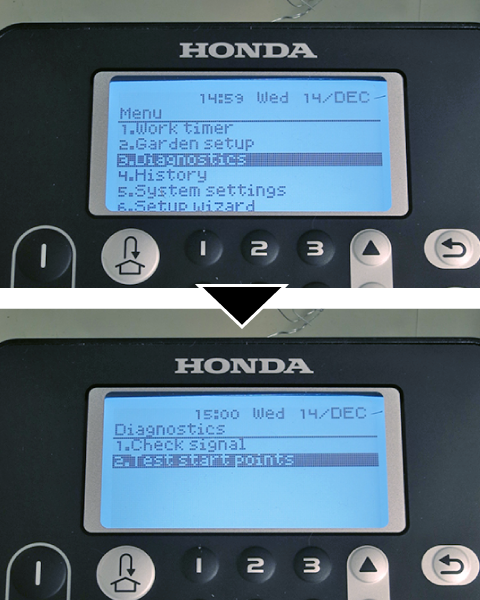 HONDA
14:59 Wed 14/DEC
Menu
1.Work timer
2.Garden setup
3.Diagnostics
4.History
5.System settings
6.Setup wizard
1 2 3
HONDA
15:00 Wed 14/DEC
Diagnostics
1.Check signal
2.Test start points
1 2 3